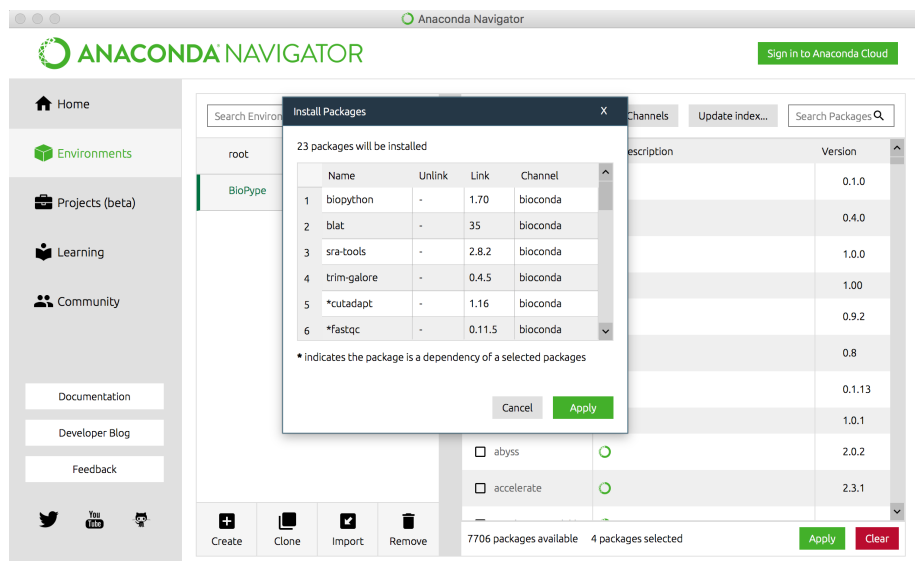 Anaconda Navigator
ANACONDA NAVIGATOR
Sign in to Anaconda Cloud
Home
Environments
Projects (beta)
Learning
Community
Documentation
Developer Blog
Feedback
You
Tube
Search Environ
Channels
Update index...
Search Packages
root
BioPype
escription
Version
0.1.0
0.4.0
1.0.0
1.00
0.9.2
0.8
0.1.13
1.0.1
abyss 2.0.2
accelerate 2.3.1
Install Packages X
23 packages will be installed
Name Unlink Link Channel
1 biopython - 1.70 bioconda
2 blat - 35 bioconda
3 sra-tools - 2.8.2 bioconda
4 trim-galore - 0.4.5 bioconda
5 *cutadapt - 1.16 bioconda
6 *fastqc - 0.11.5 bioconda
* indicates the package is a dependency of a selected packages
Cancel Apply
Create Clone Import Remove
7706 packages available 4 packages selected
Apply Clear